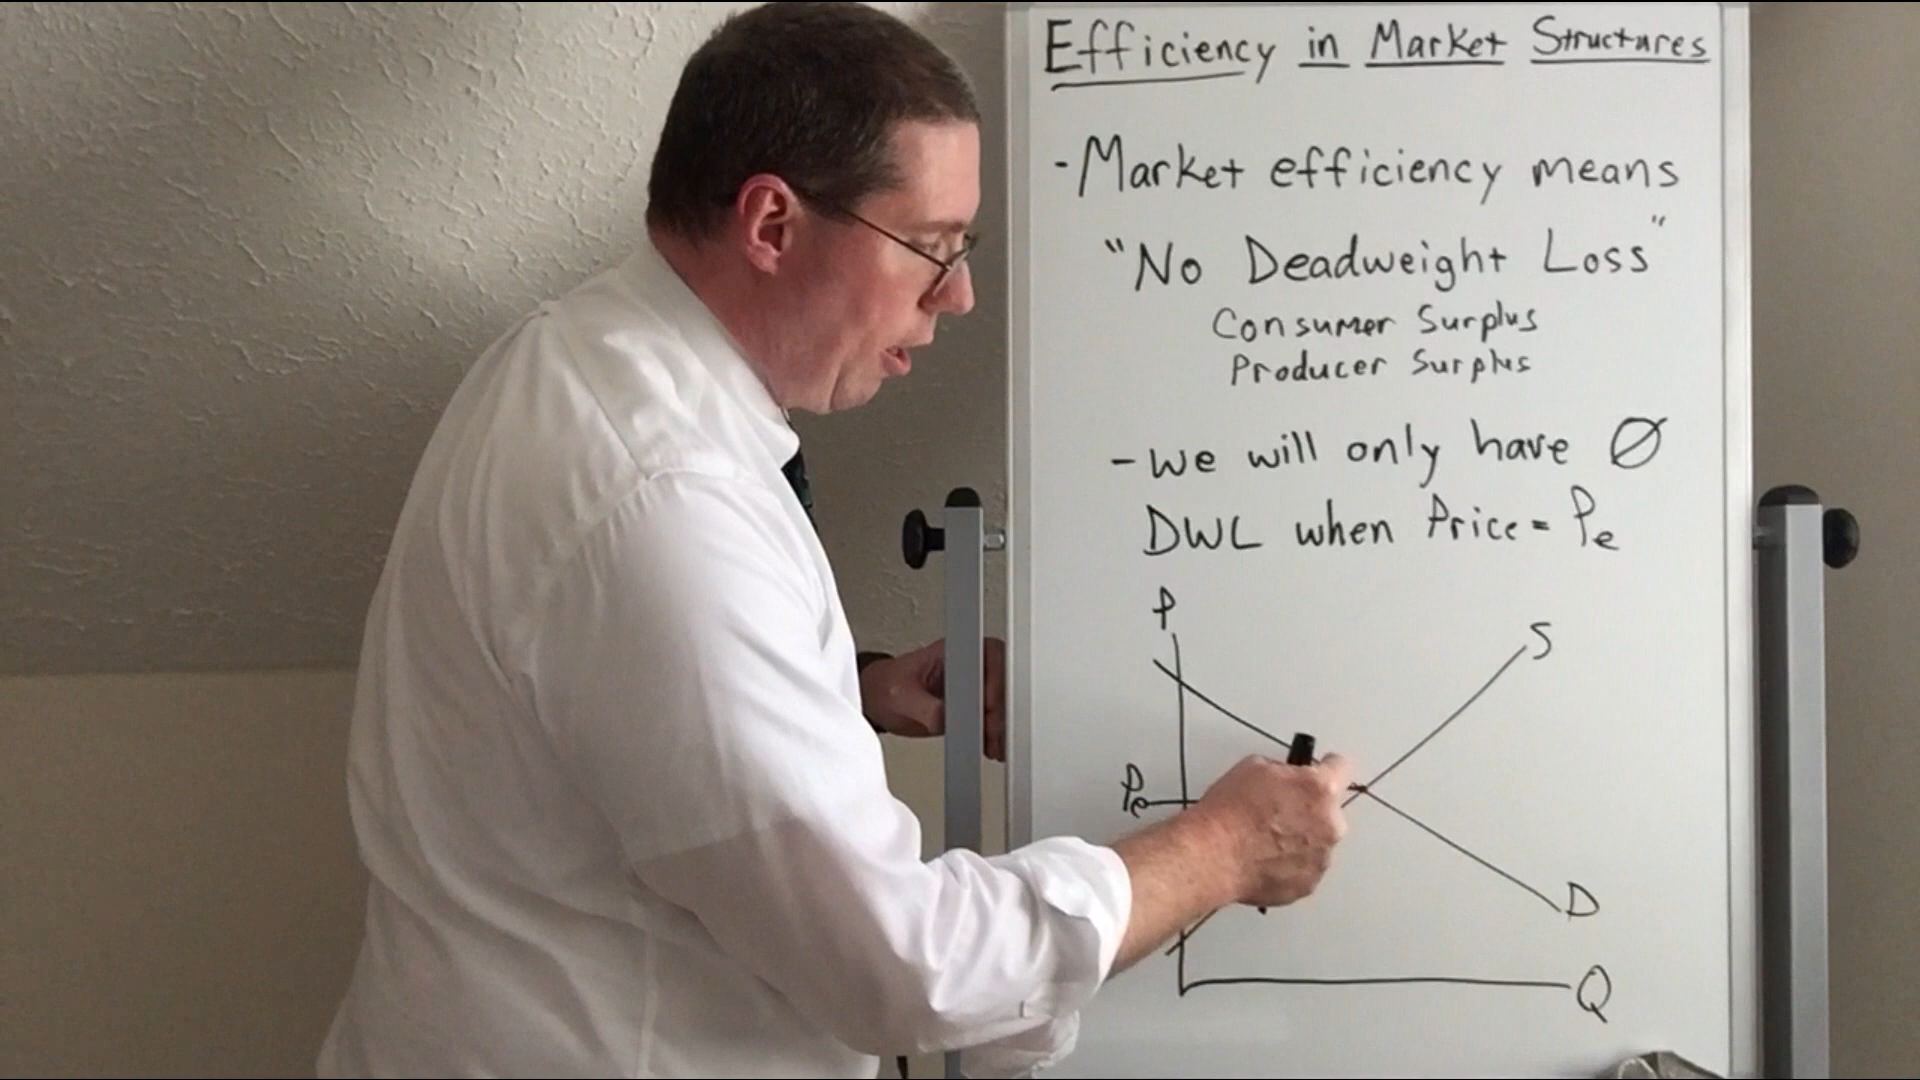 Efficiency in Market Structures
-Market efficiency means
"No Deadweight Loss"
Consumer Surplus
Producer Surplus
-We will only have Ø
DWL when Price = Pe
P
S
Pe
D
Q